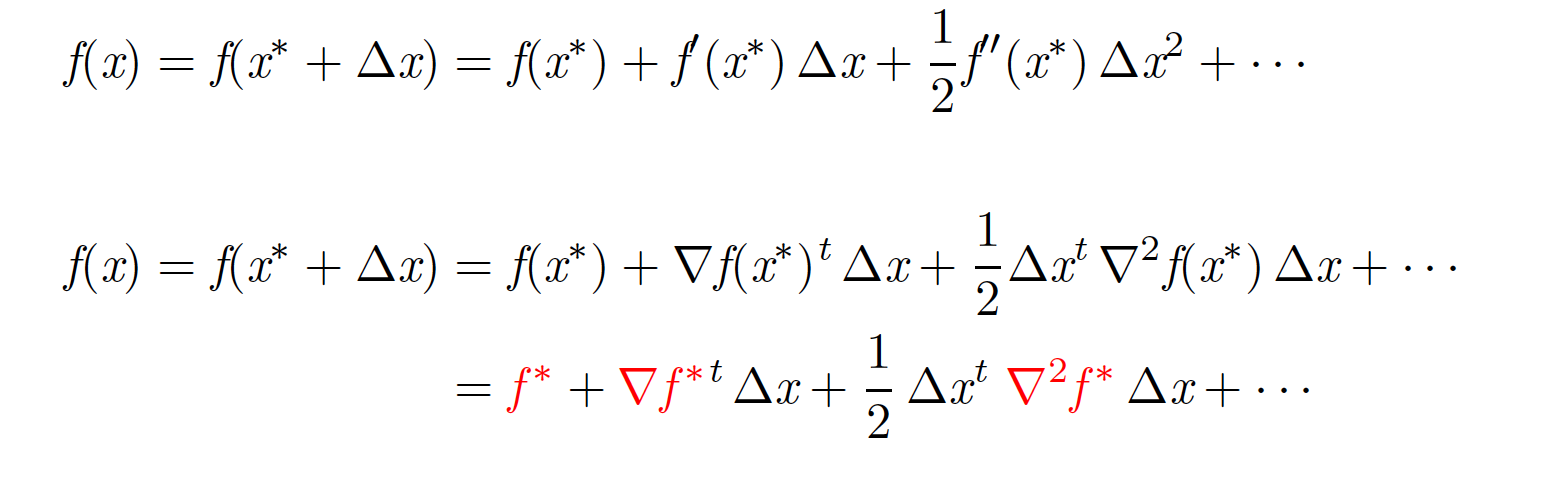 f(x) = f(x* + Δx) = f(x*) + f′(x*) Δx + 1/2 f″(x*) Δx² + ···
f(x) = f(x* + Δx) = f(x*) + ∇f(x*)ᵗ Δx + 1/2 Δxᵗ ∇²f(x*) Δx + ···
= f* + ∇f*ᵗ Δx + 1/2 Δxᵗ ∇²f* Δx + ···